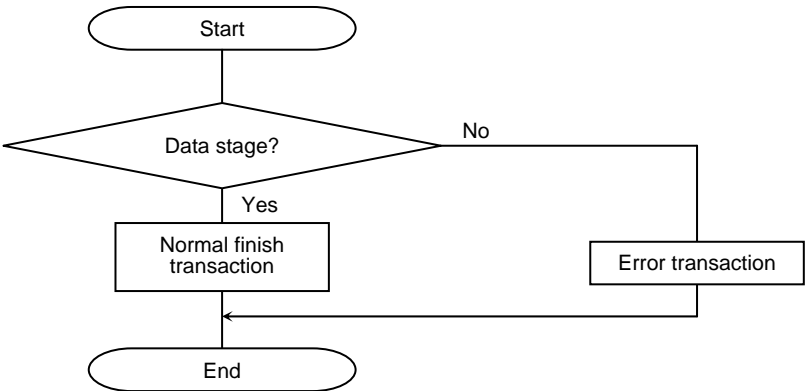 Start
Data stage?
No
Yes
Normal finish
transaction
Error transaction
End